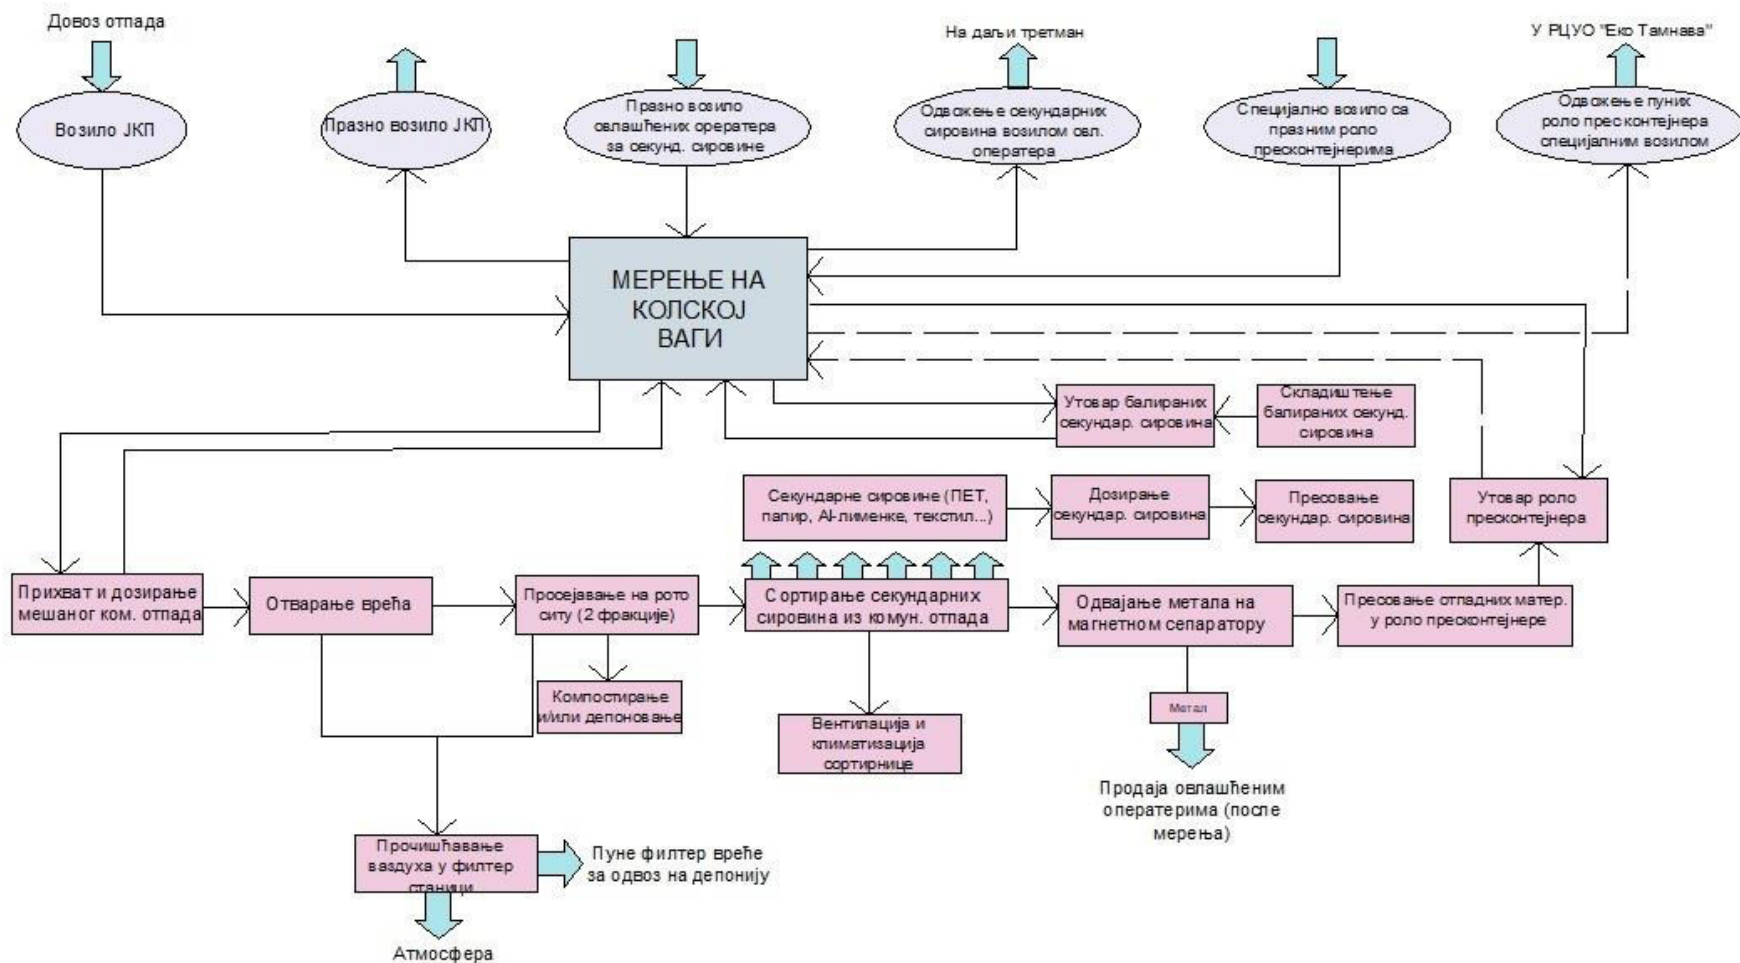 Довоз отпада
На даљи третман
У РЦУО "Еко Тамнава"
Возило ЈКП
Празно возило ЈКП
Празно возило
овлашћених орератера
за секунд. сировине
Одвожење секундарних
сировина возилом овл.
оператера
Специјално возило са
празним роло
пресконтејнерима
Одвожење пуних
роло прес контејнера
специјалним возилом
МЕРЕЊЕ НА
КОЛСКОЈ
ВАГИ
Утовар балираних
секундар. сировина
Складиштење
балираних секунд.
сировина
Секундарне сировине (ПЕТ,
папир, Al-лименке, текстил...)
Дозирање
секундар. сировина
Пресовање
секундар. сировина
Утовар роло
пресконтејнера
Прихват и дозирање
мешаног ком. отпада
Отварање врећа
Просејавање на рото
ситу (2 фракције)
Сортирање секундарних
сировина из комун. отпада
Одвајање метала на
магнетном сепаратору
Пресовање отпадних матер.
у роло пресконтејнере
Компостирање
и/или депоновање
Вентилација и
климатизација
сортирнице
Метал
Продаја овлашћеним
оператерима (после
мерења)
Прочишћавање
ваздуха у филтер
станици
Пуне филтер вреће
за одвоз на депонију
Атмосфера